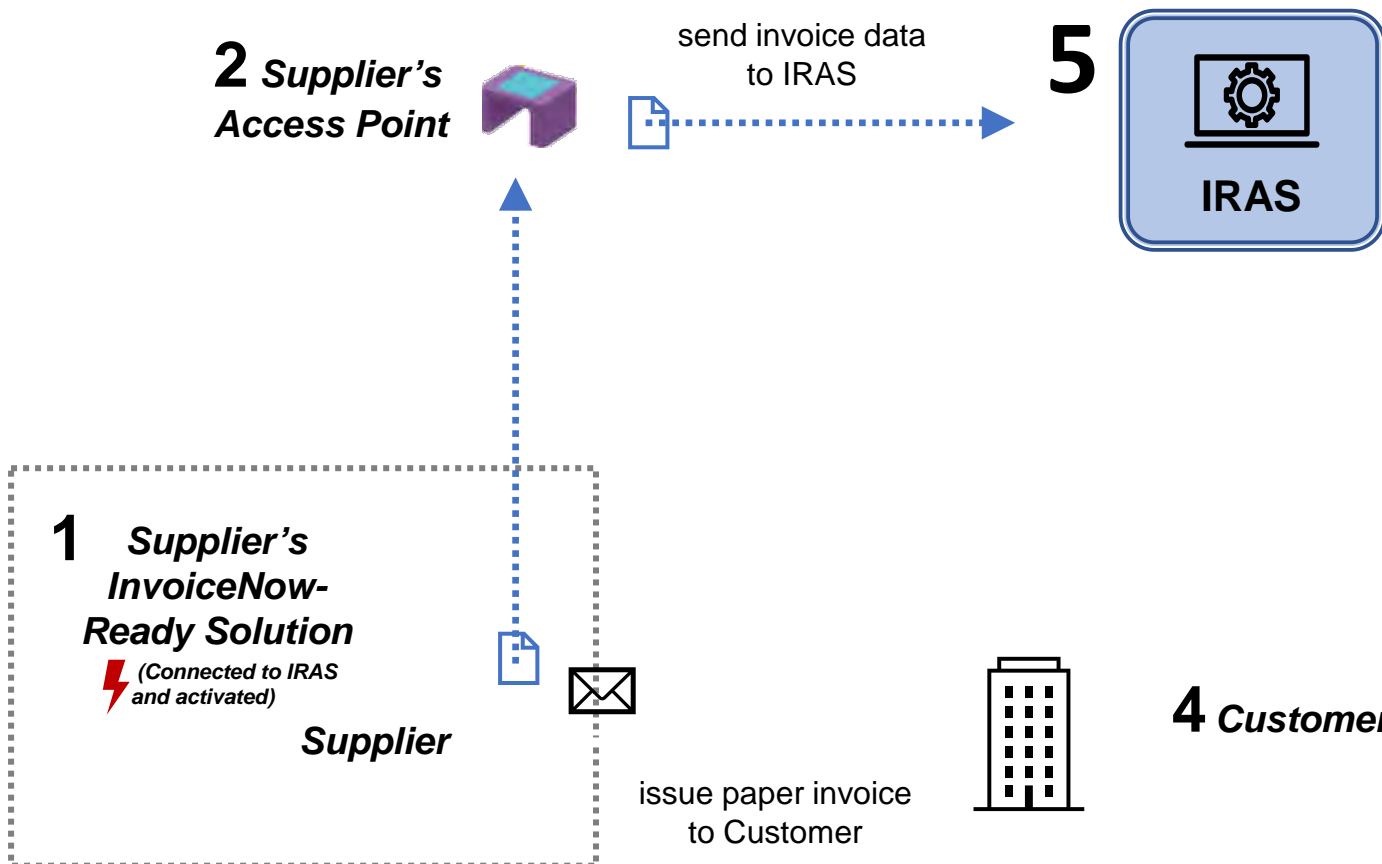 2 Supplier’s
Access Point
send invoice data
to IRAS
5
IRAS
1 Supplier’s
InvoiceNow-
Ready Solution
(Connected to IRAS
and activated)
Supplier
4 Customer
issue paper invoice
to Customer